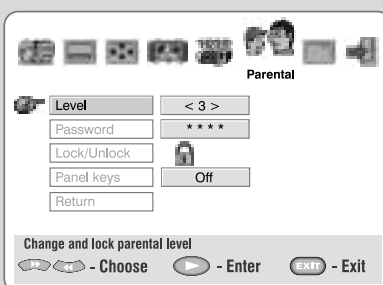 Parental
Level < 3 >
Password * * * *
Lock/Unlock
Panel keys Off
Return
Change and lock parental level
- Choose - Enter EXIT - Exit